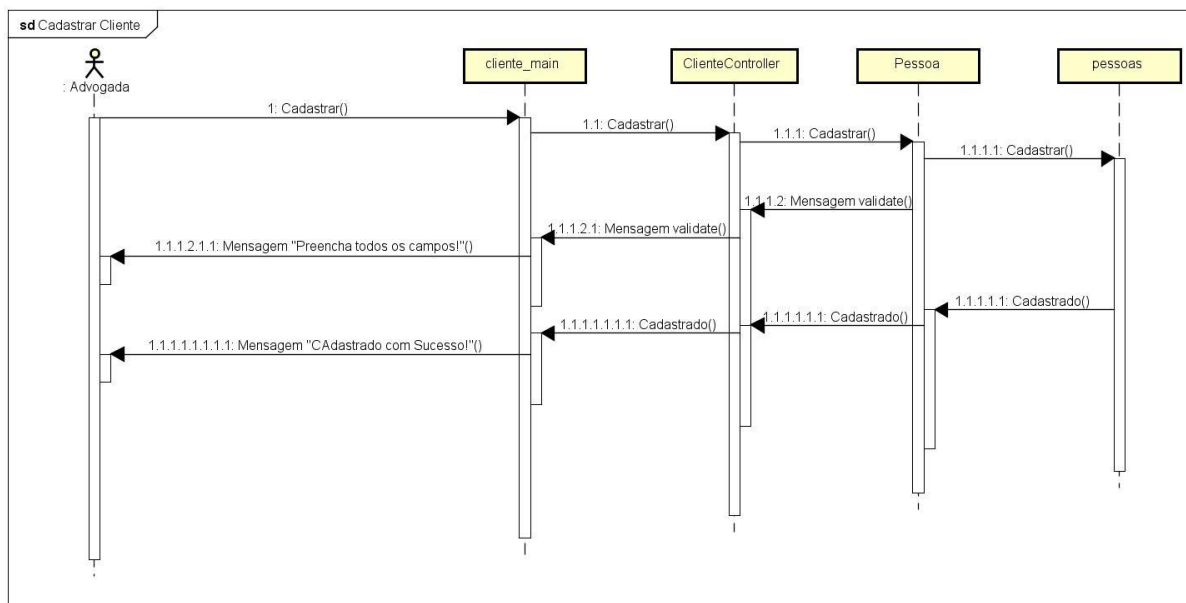 sd Cadastrar Cliente
: Advogada
cliente_main
ClienteController
Pessoa
pessoas
1: Cadastrar()
1.1: Cadastrar()
1.1.1: Cadastrar()
1.1.1.1: Cadastrar()
1.1.1.2: Mensagem validate()
1.1.1.2.1: Mensagem validate()
1.1.1.2.1.1: Mensagem "Preencha todos os campos!"()
1.1.1.1.1: Cadastrado()
1.1.1.1.1.1: Cadastrado()
1.1.1.1.1.1.1: Cadastrado()
1.1.1.1.1.1.1.1: Mensagem "CAdastrado com Sucesso!"()